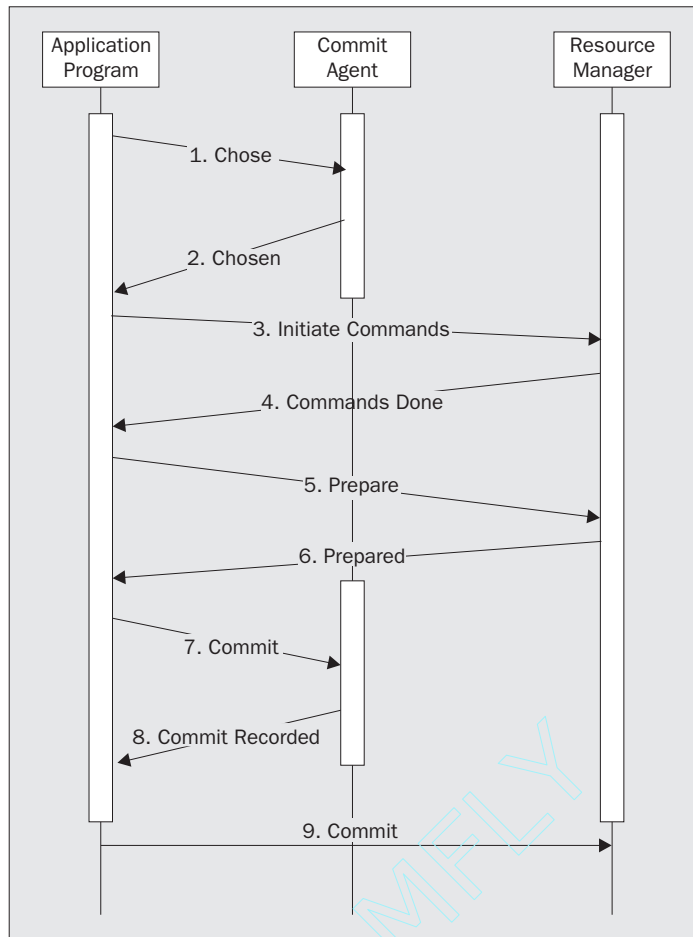 Application
Program
Commit
Agent
Resource
Manager
1. Chose
2. Chosen
3. Initiate Commands
4. Commands Done
5. Prepare
6. Prepared
7. Commit
8. Commit Recorded
9. Commit
MFLY